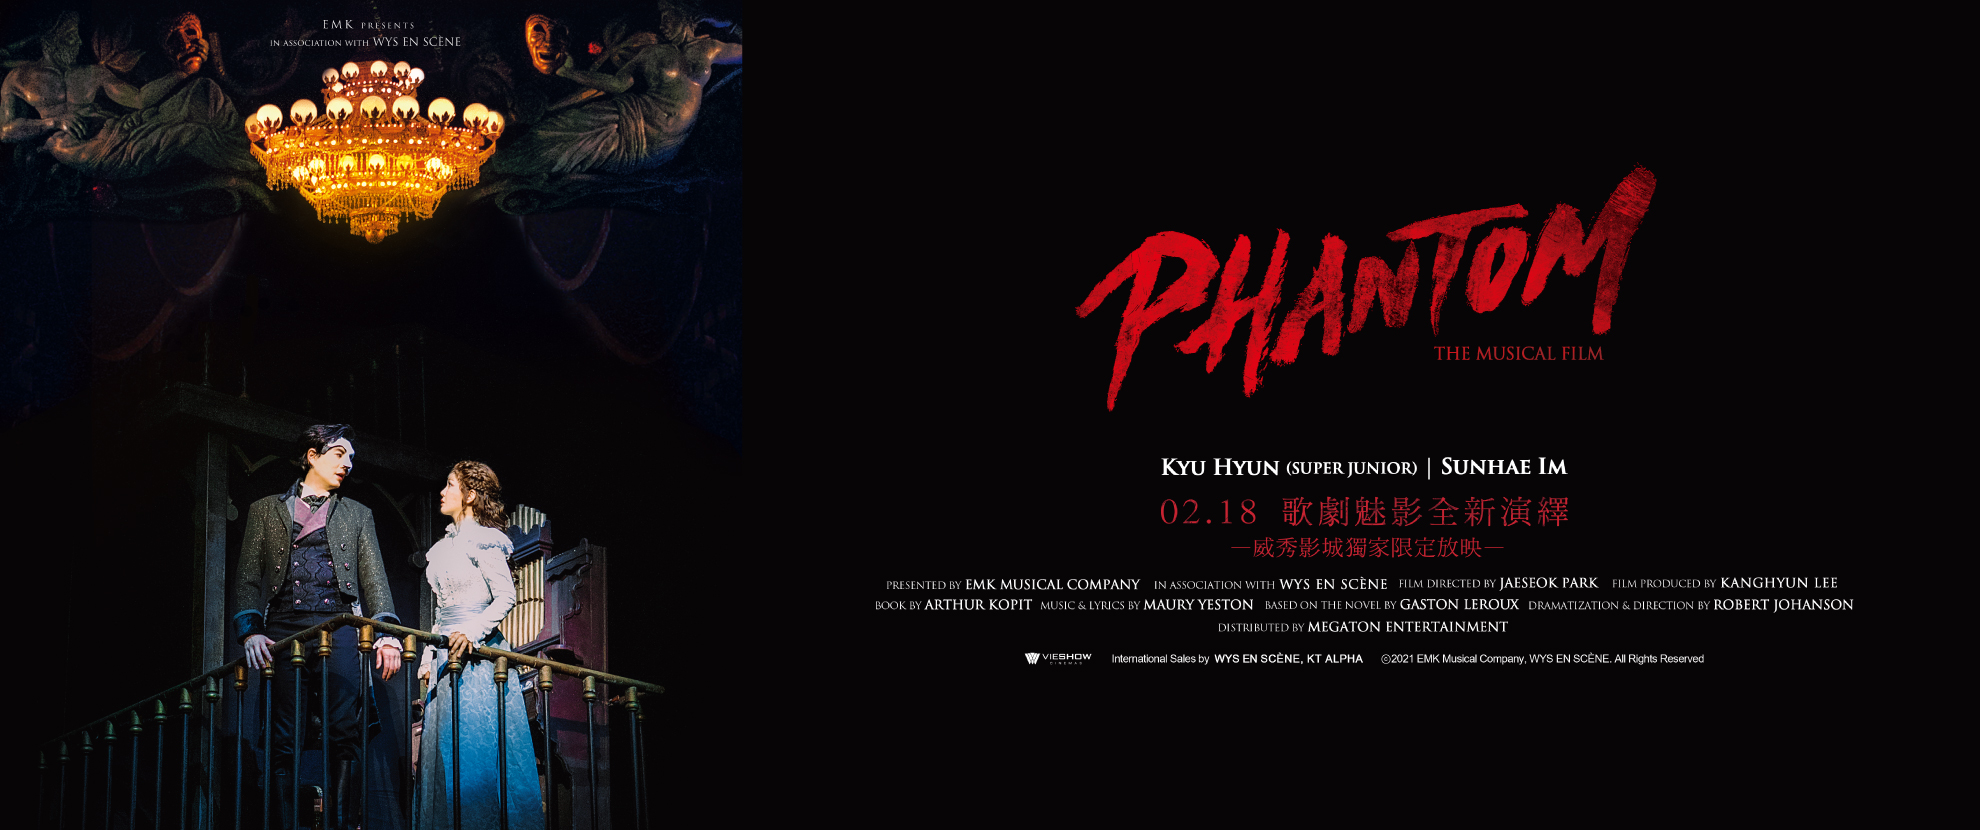 EMK PRESENTS
IN ASSOCIATION WITH WYS EN SCÈNE
PHANTOM
THE MUSICAL FILM
KYU HYUN (SUPER JUNIOR) | SUNHAE IM
02.18 歌劇魅影全新演繹
—威秀影城獨家限定放映—
PRESENTED BY EMK MUSICAL COMPANY IN ASSOCIATION WITH WYS EN SCÈNE FILM DIRECTED BY JAESEOK PARK FILM PRODUCED BY KANGHYUN LEE
BOOK BY ARTHUR KOPIT MUSIC & LYRICS BY MAURY YESTON BASED ON THE NOVEL BY GASTON LEROUX DRAMATIZATION & DIRECTION BY ROBERT JOHANSON
DISTRIBUTED BY MEGATON ENTERTAINMENT
VIESHOW CINEMAS International Sales by WYS EN SCÈNE, KT ALPHA ©2021 EMK Musical Company, WYS EN SCÈNE. All Rights Reserved